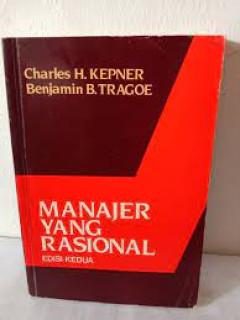 Charles H. KEPNER
Benjamin B. TRAGOE
MANAJER
YANG
RASIONAL
EDISI KEDUA